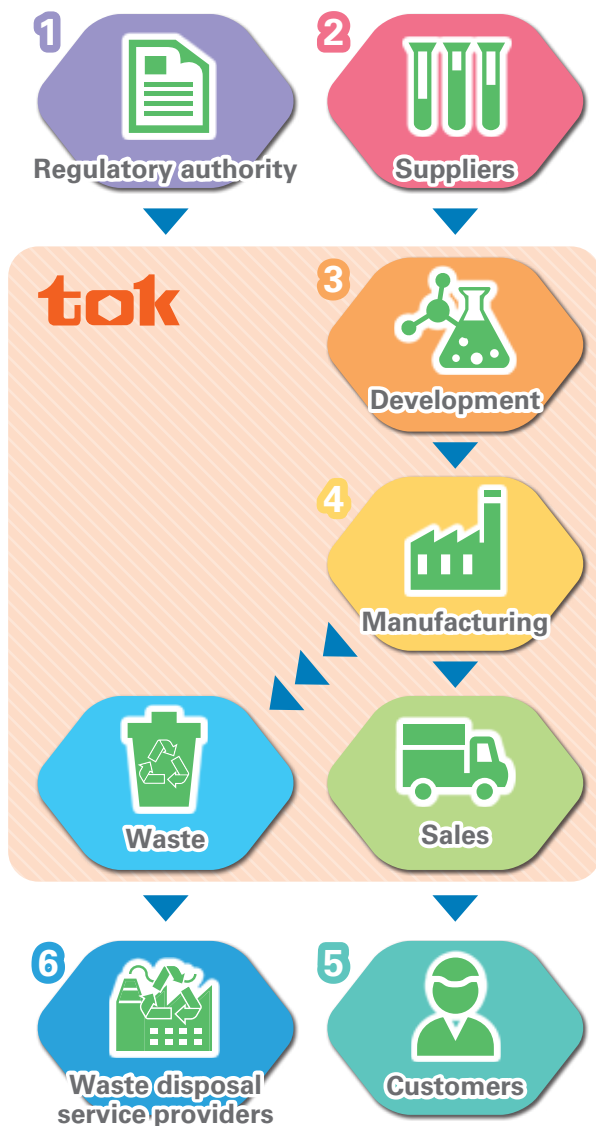 1
Regulatory authority
2
Suppliers
tok
3
Development
4
Manufacturing
Waste
Sales
6
Waste disposal
service providers
5
Customers